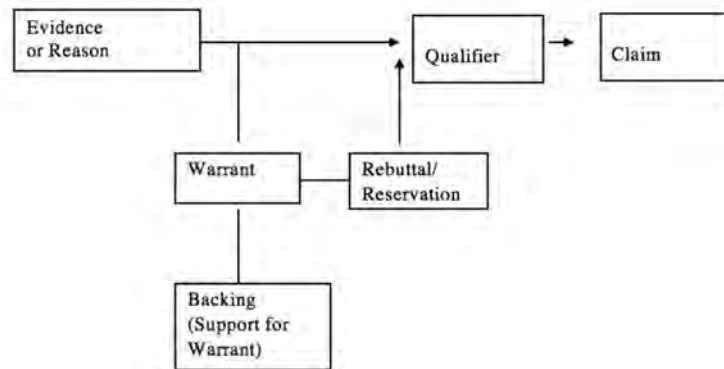 Evidence
or Reason
Qualifier
Claim
Warrant
Rebuttal/
Reservation
Backing
(Support for
Warrant)